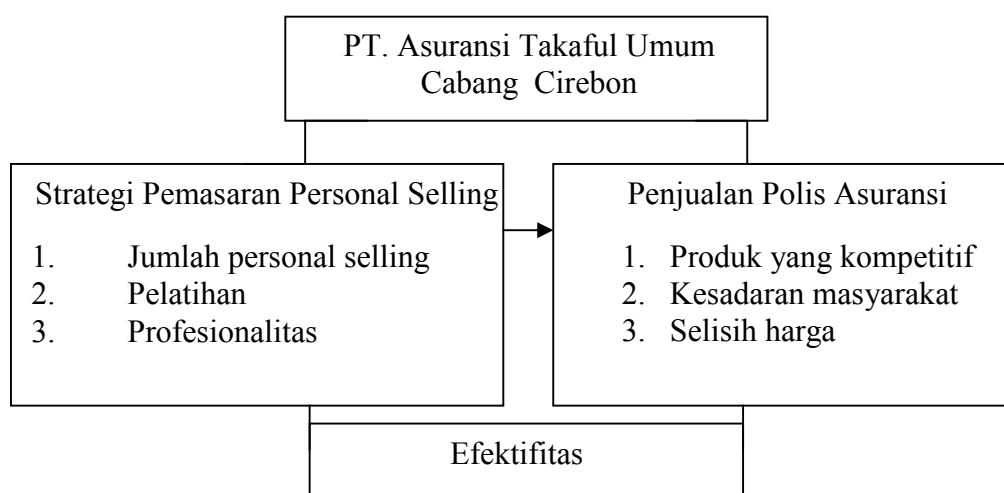 PT. Asuransi Takaful Umum
Cabang Cirebon
Strategi Pemasaran Personal Selling
1. Jumlah personal selling
2. Pelatihan
3. Profesionalitas
Penjualan Polis Asuransi
1. Produk yang kompetitif
2. Kesadaran masyarakat
3. Selisih harga
Efektifitas